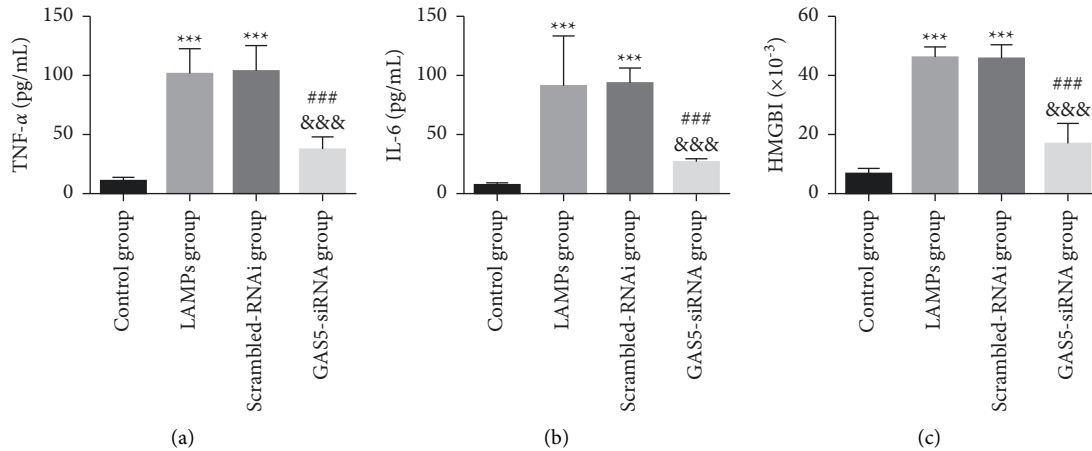 TNF-α (pg/mL)
150
100
50
0
***
***
###
&&&
Control group
LAMPs group
Scrambled-RNAi group
GAS5-siRNA group
(a)
IL-6 (pg/mL)
150
100
50
0
***
***
###
&&&
Control group
LAMPs group
Scrambled-RNAi group
GAS5-siRNA group
(b)
HMGBI (×10⁻³)
60
40
20
0
***
***
###
&&&
Control group
LAMPs group
Scrambled-RNAi group
GAS5-siRNA group
(c)